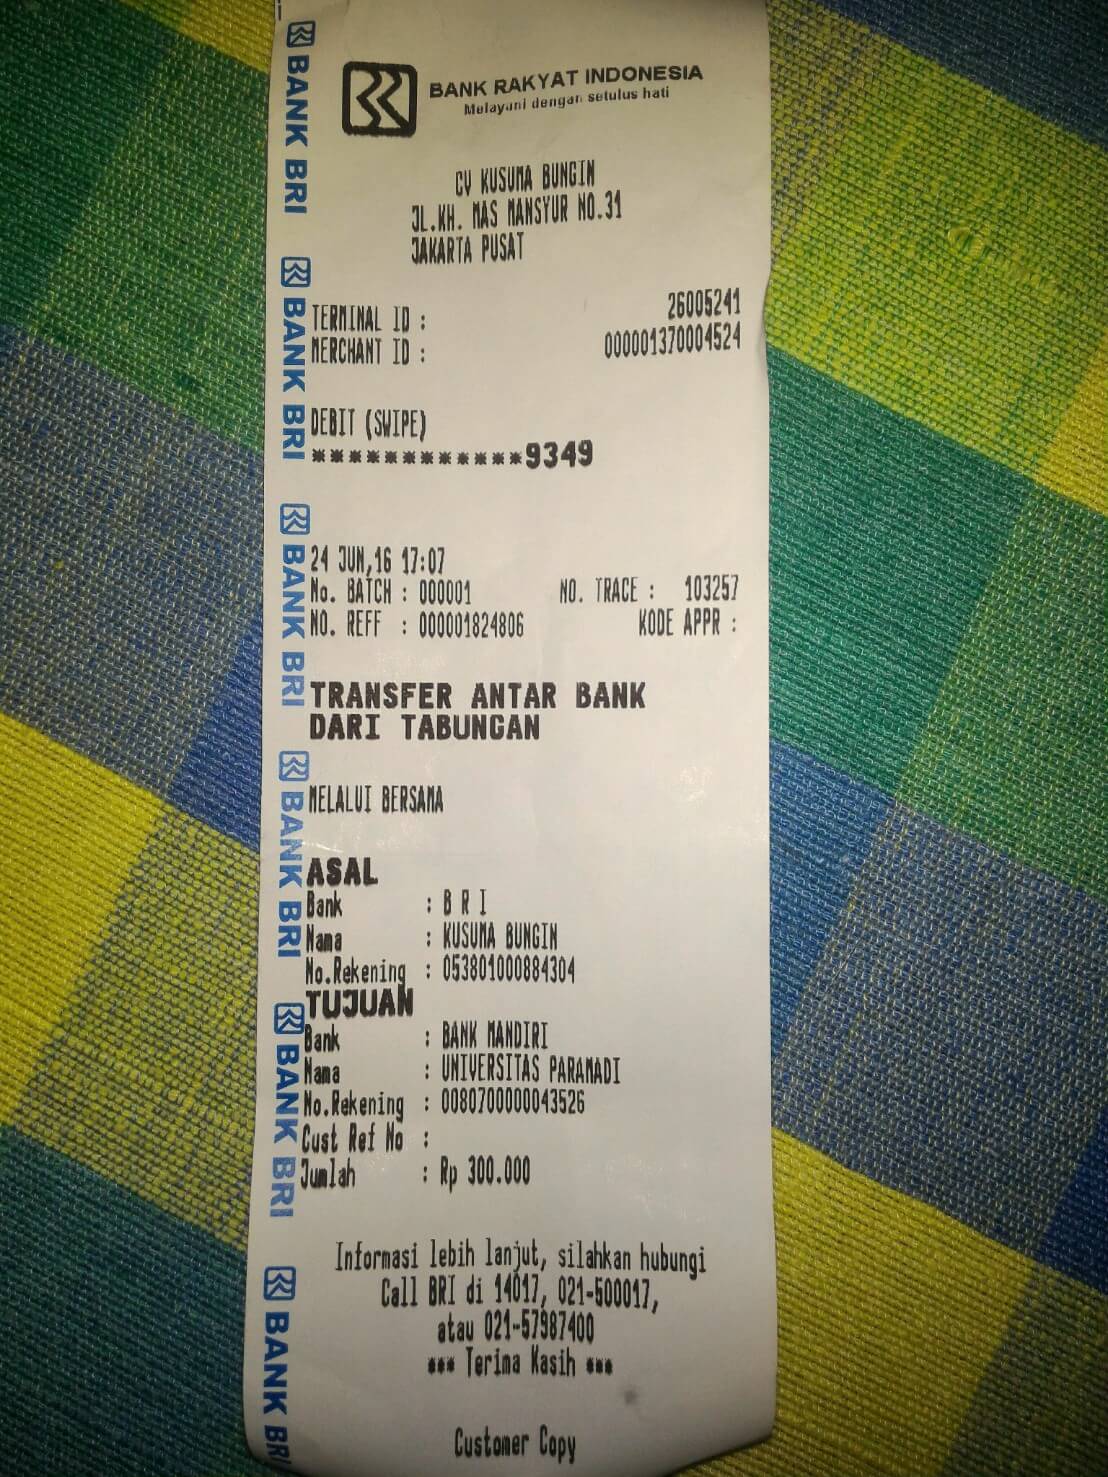 BANK RAKYAT INDONESIA
Melayani dengan setulus hati
CV KUSUMA BUNGIN
JL.KH. MAS MANSYUR NO.31
JAKARTA PUSAT
TERMINAL ID : 26005241
MERCHANT ID : 000001370004524
DEBIT (SWIPE)
************9349
24 JUN,16 17:07
No. BATCH : 000001 NO. TRACE : 103257
NO. REFF : 000001824806 KODE APPR :
TRANSFER ANTAR BANK
DARI TABUNGAN
MELALUI BERSAMA
ASAL
Bank : B R I
Nama : KUSUMA BUNGIN
No.Rekening : 053801000884304
TUJUAN
Bank : BANK MANDIRI
Nama : UNIVERSITAS PARAMADI
No.Rekening : 0080700000043526
Cust Ref No :
Jumlah : Rp 300.000
Informasi lebih lanjut, silahkan hubungi
Call BRI di 14017, 021-500017,
atau 021-57987400
*** Terima Kasih ***
Customer Copy
BANK BRI
BANK BRI
BANK BRI
BANK BRI
BANK BRI
BANK BRI